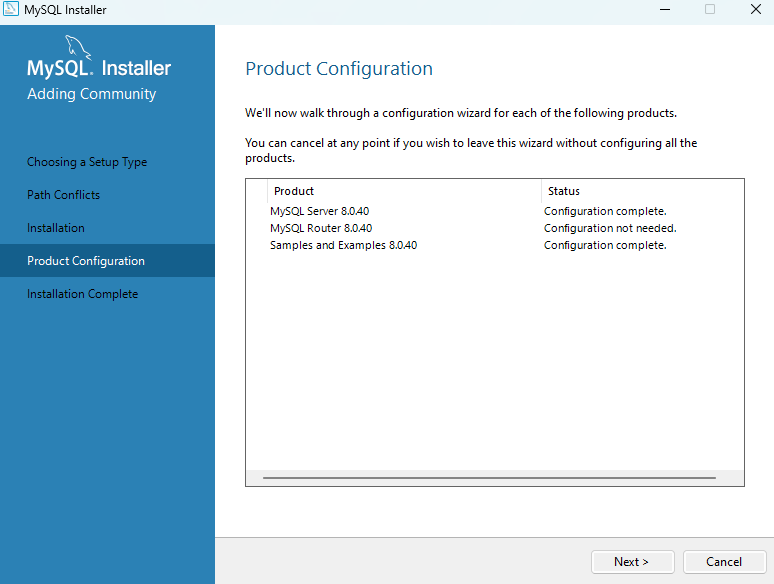 MySQL Installer
MySQL. Installer
Adding Community
Choosing a Setup Type
Path Conflicts
Installation
Product Configuration
Installation Complete
Product Configuration
We'll now walk through a configuration wizard for each of the following products.
You can cancel at any point if you wish to leave this wizard without configuring all the
products.
Product Status
MySQL Server 8.0.40 Configuration complete.
MySQL Router 8.0.40 Configuration not needed.
Samples and Examples 8.0.40 Configuration complete.
Next > Cancel